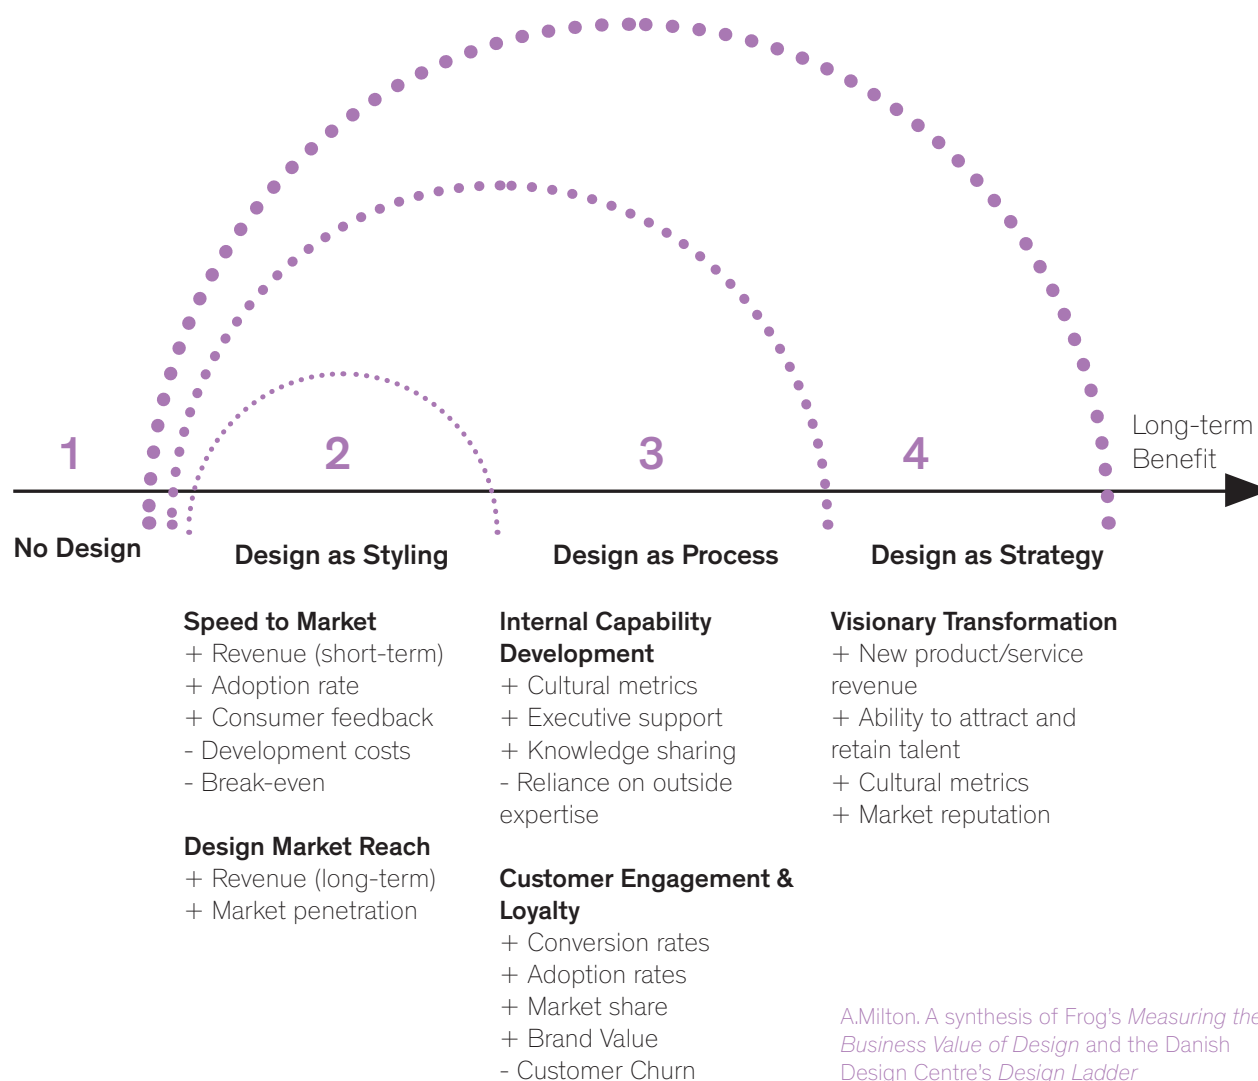 1
2
3
4
Long-term
Benefit
No Design
Design as Styling
Design as Process
Design as Strategy
Speed to Market
+ Revenue (short-term)
+ Adoption rate
+ Consumer feedback
- Development costs
- Break-even
Design Market Reach
+ Revenue (long-term)
+ Market penetration
Internal Capability
Development
+ Cultural metrics
+ Executive support
+ Knowledge sharing
- Reliance on outside
expertise
Customer Engagement &
Loyalty
+ Conversion rates
+ Adoption rates
+ Market share
+ Brand Value
- Customer Churn
Visionary Transformation
+ New product/service
revenue
+ Ability to attract and
retain talent
+ Cultural metrics
+ Market reputation
A.Milton. A synthesis of Frog's Measuring the
Business Value of Design and the Danish
Design Centre's Design Ladder